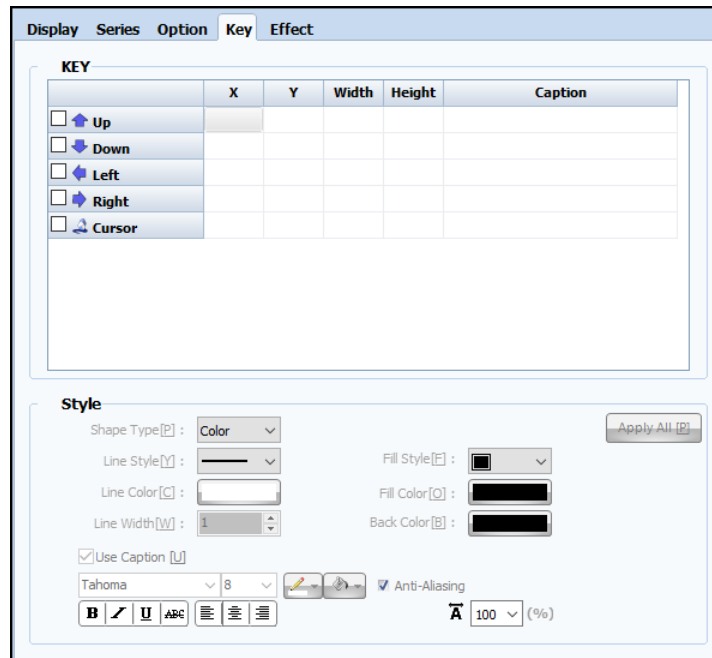 Display Series Option Key Effect
KEY
X Y Width Height Caption
Up
Down
Left
Right
Cursor
Style
Shape Type[P] : Color Apply All [P]
Line Style[Y] : Fill Style[F] :
Line Color[C] : Fill Color[O] :
Line Width[W] : 1 Back Color[B] :
Use Caption [U]
Tahoma 8 Anti-Aliasing
B I U ABC A 100 (%)